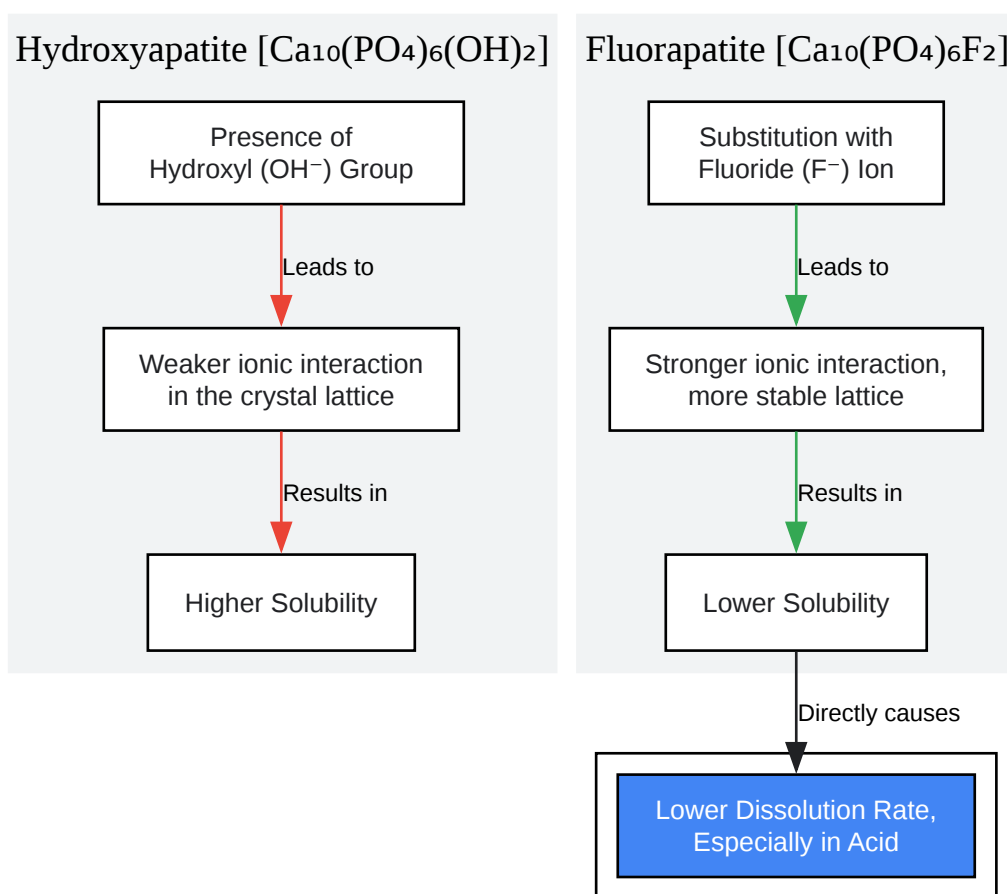 Hydroxyapatite [Ca₁₀(PO₄)₆(OH)₂]
Presence of
Hydroxyl (OH⁻) Group
Leads to
Weaker ionic interaction
in the crystal lattice
Results in
Higher Solubility
Fluorapatite [Ca₁₀(PO₄)₆F₂]
Substitution with
Fluoride (F⁻) Ion
Leads to
Stronger ionic interaction,
more stable lattice
Results in
Lower Solubility
Directly causes
Lower Dissolution Rate,
Especially in Acid